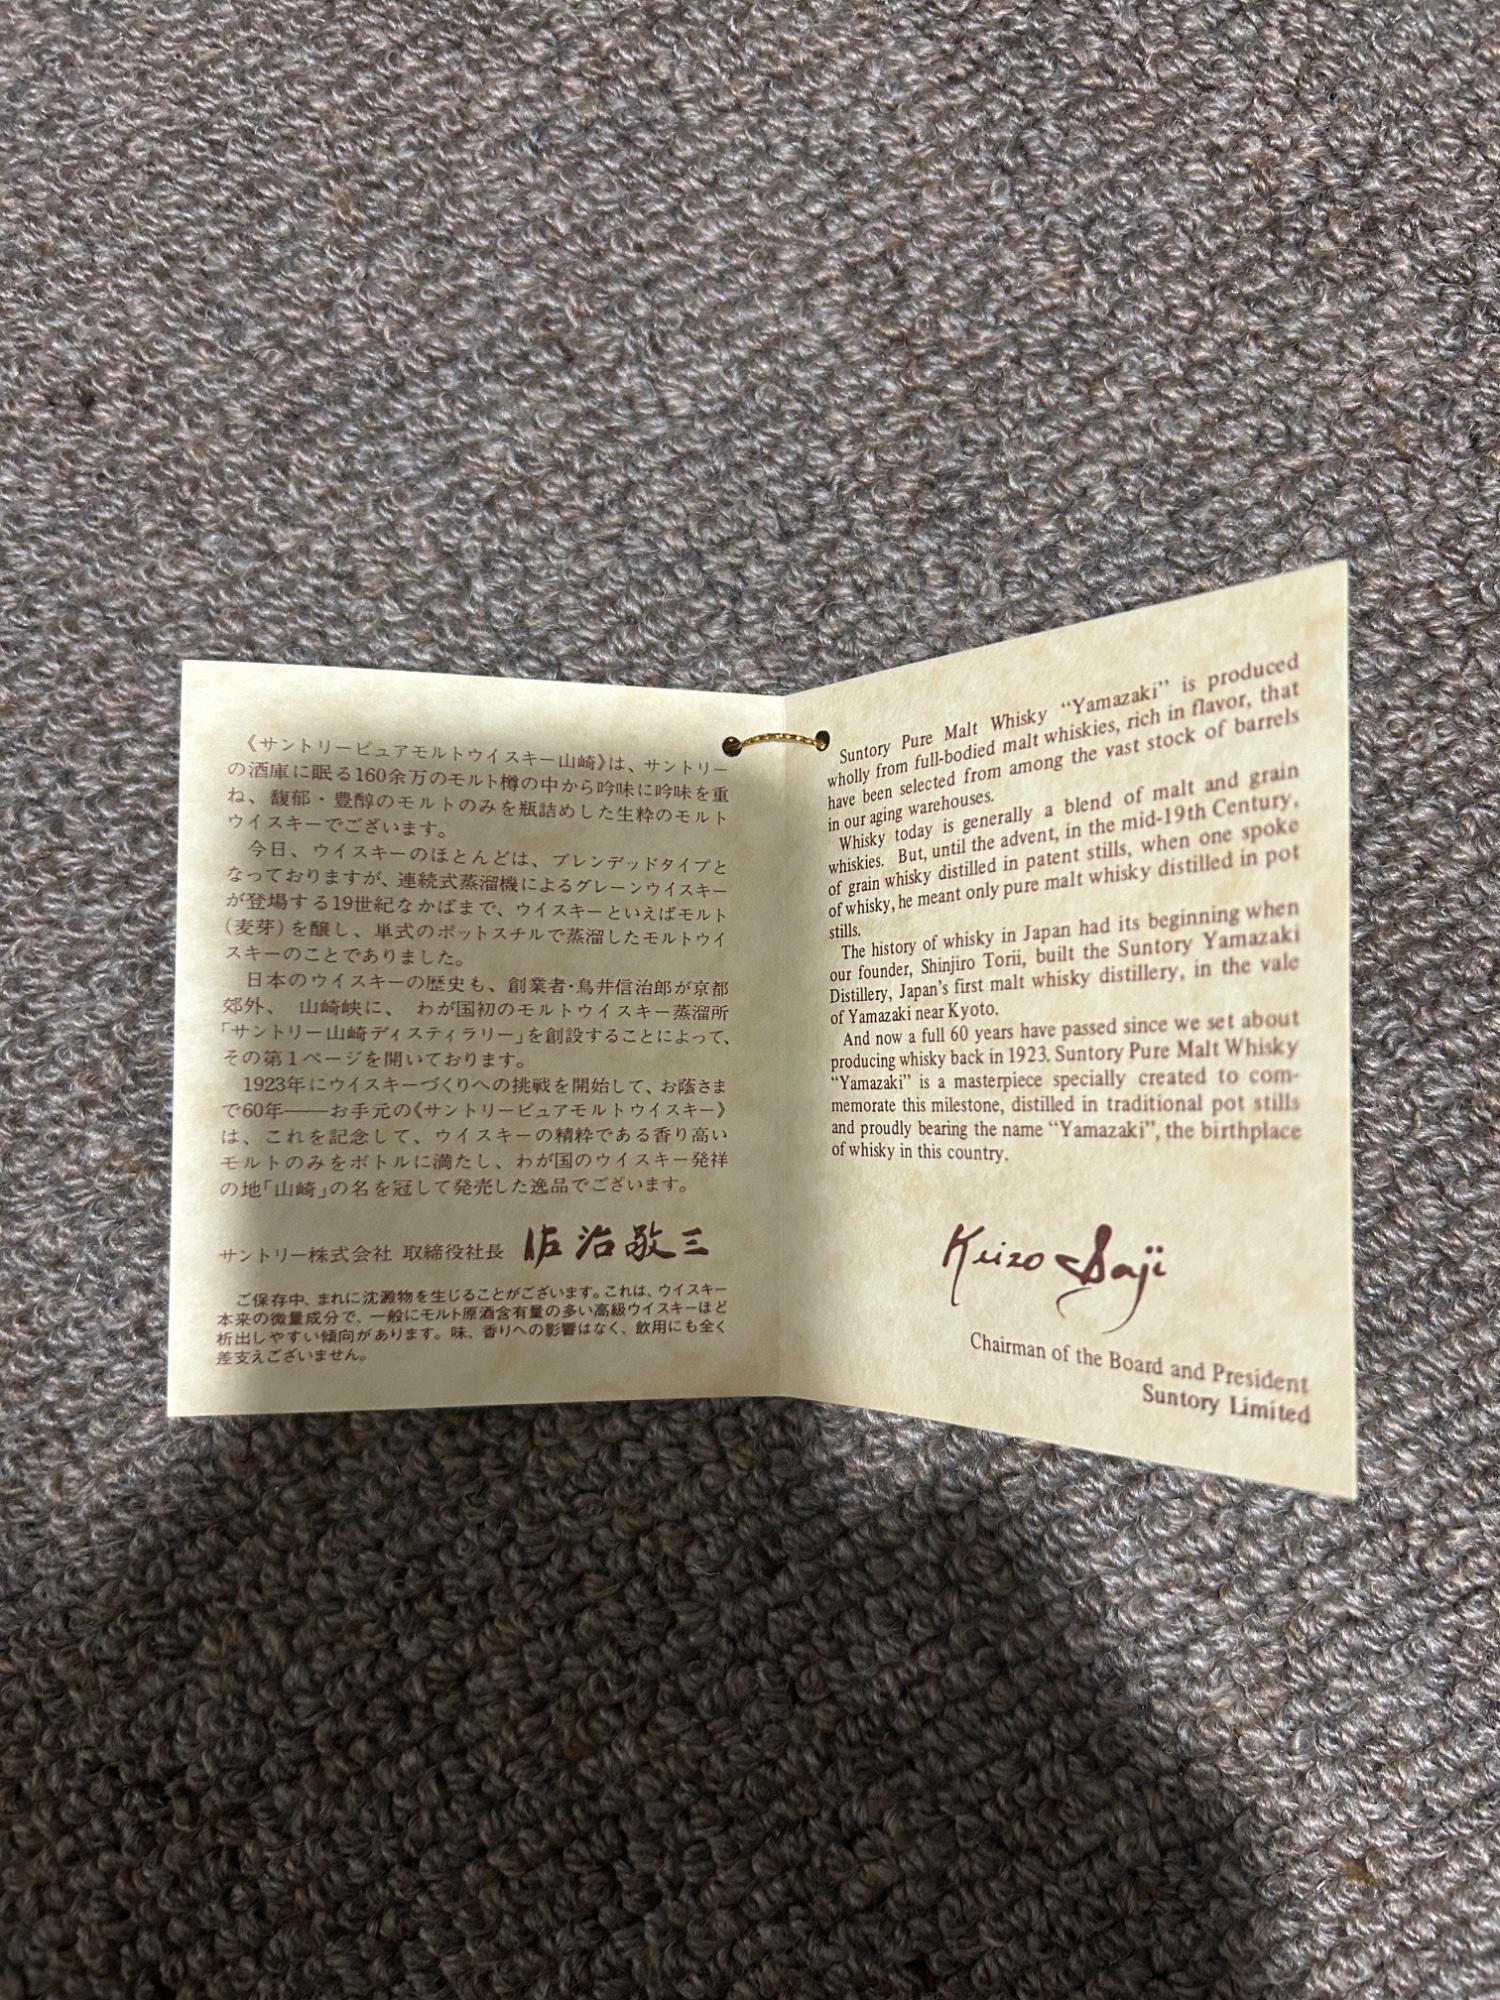 《サントリーピュアモルトウイスキー山崎》は、サントリー
の酒庫に眠る160余万のモルト樽の中から吟味に吟味を重
ね、馥郁・豊醇のモルトのみを瓶詰めした生粋のモルト
ウイスキーでございます。
今日、ウイスキーのほとんどは、ブレンデッドタイプと
なっておりますが、連続式蒸溜機によるグレーンウイスキー
が登場する19世紀なかばまで、ウイスキーといえばモルト
(麦芽)を醸し、単式のポットスチルで蒸溜したモルトウイ
スキーのことでありました。
日本のウイスキーの歴史も、創業者・鳥井信治郎が京都
郊外、山崎峡に、わが国初のモルトウイスキー蒸溜所
「サントリー山崎ディスティラリー」を創設することによって、
その第1ページを開いております。
1923年にウイスキーづくりへの挑戦を開始して、お蔭さま
で60年――お手元の《サントリーピュアモルトウイスキー》
は、これを記念して、ウイスキーの精粋である香り高い
モルトのみをボトルに満たし、わが国のウイスキー発祥
の地「山崎」の名を冠して発売した逸品でございます。
サントリー株式会社 取締役社長 佐治敬三
ご保存中、まれに沈澱物を生じることがございます。これは、ウイスキー
本来の微量成分で、一般にモルト原酒含有量の多い高級ウイスキーほど
析出しやすい傾向があります。味、香りへの影響はなく、飲用にも全く
差支えございません。
Suntory Pure Malt Whisky “Yamazaki” is produced
wholly from full-bodied malt whiskies, rich in flavor, that
have been selected from among the vast stock of barrels
in our aging warehouses.
Whisky today is generally a blend of malt and grain
whiskies. But, until the advent, in the mid-19th Century,
of grain whisky distilled in patent stills, when one spoke
of whisky, he meant only pure malt whisky distilled in pot
stills.
The history of whisky in Japan had its beginning when
our founder, Shinjiro Torii, built the Suntory Yamazaki
Distillery, Japan's first malt whisky distillery, in the vale
of Yamazaki near Kyoto.
And now a full 60 years have passed since we set about
producing whisky back in 1923. Suntory Pure Malt Whisky
“Yamazaki” is a masterpiece specially created to com-
memorate this milestone, distilled in traditional pot stills
and proudly bearing the name “Yamazaki”, the birthplace
of whisky in this country.
Keizo Saji
Chairman of the Board and President
Suntory Limited